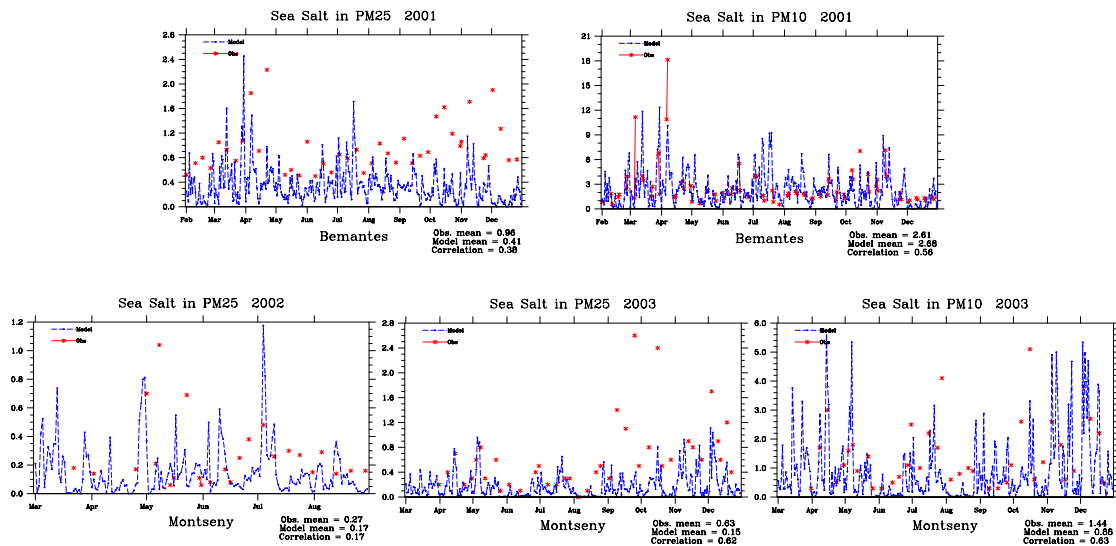 Sea Salt in PM25 2001
2.8
2.4
2.0
1.6
1.2
0.8
0.4
0.0
Model
Obs
Feb Mar Apr May Jun Jul Aug Sep Oct Nov Dec
Bemantes
Obs. mean = 0.96
Model mean = 0.41
Correlation = 0.38
Sea Salt in PM10 2001
21
18
15
12
9
6
3
0
Model
Obs
Feb Mar Apr May Jun Jul Aug Sep Oct Nov Dec
Bemantes
Obs. mean = 2.61
Model mean = 2.68
Correlation = 0.56
Sea Salt in PM25 2002
1.2
1.0
0.8
0.6
0.4
0.2
0.0
Model
Obs
Mar Apr May Jun Jul Aug
Montseny
Obs. mean = 0.27
Model mean = 0.17
Correlation = 0.17
Sea Salt in PM25 2003
2.8
2.4
2.0
1.6
1.2
0.8
0.4
0.0
Model
Obs
Mar Apr May Jun Jul Aug Sep Oct Nov Dec
Montseny
Obs. mean = 0.63
Model mean = 0.15
Correlation = 0.62
Sea Salt in PM10 2003
6.0
5.0
4.0
3.0
2.0
1.0
0.0
Model
Obs
Mar Apr May Jun Jul Aug Sep Oct Nov Dec
Montseny
Obs. mean = 1.44
Model mean = 0.88
Correlation = 0.63